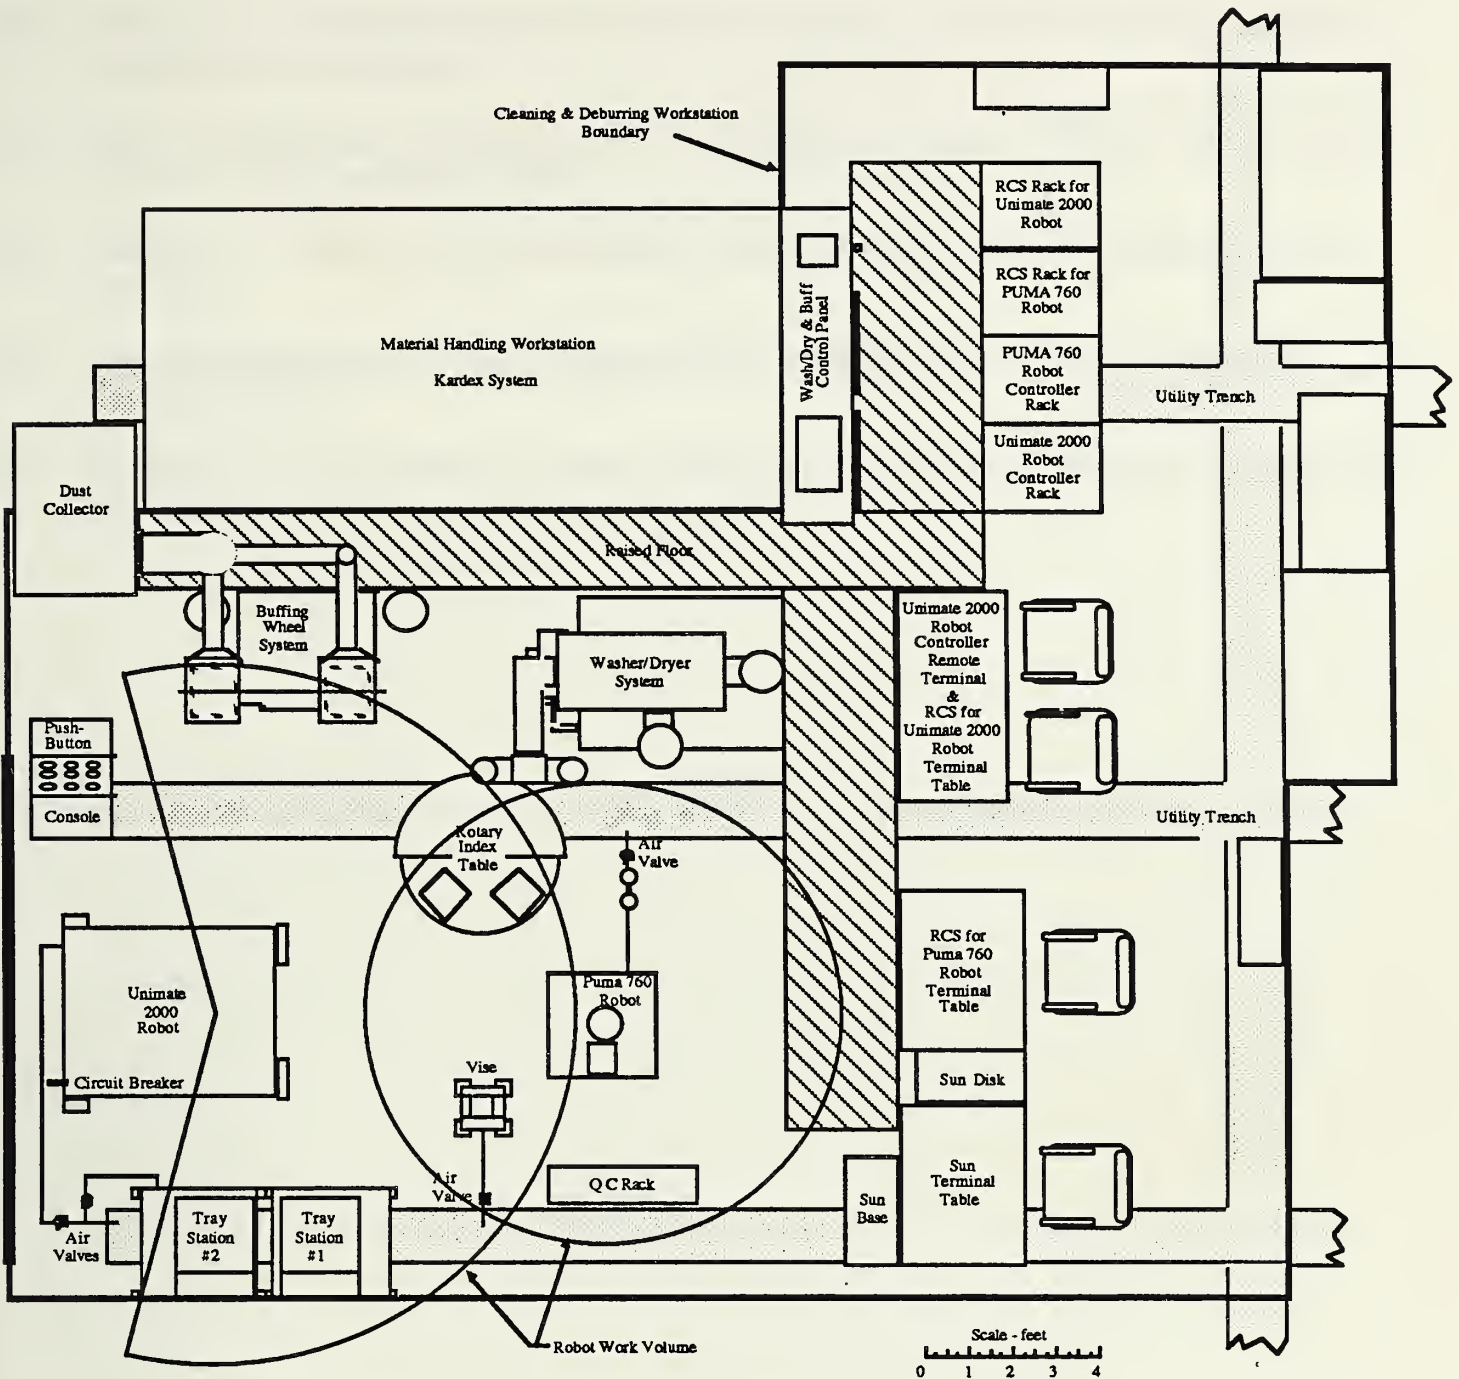 Cleaning & Deburring Workstation
Boundary
RCS Rack for
Unimate 2000
Robot
RCS Rack for
PUMA 760
Robot
PUMA 760
Robot
Controller
Rack
Unimate 2000
Robot
Controller
Rack
Wash/Dry & Buff
Control Panel
Material Handling Workstation
Kardex System
Utility Trench
Dust
Collector
Raised Floor
Buffing
Wheel
System
Washer/Dryer
System
Unimate 2000
Robot
Controller
Remote
Terminal
&
RCS for
Unimate 2000
Robot
Terminal
Table
Push-
Button
Console
Rotary
Index
Table
Air
Valve
Utility Trench
Unimate
2000
Robot
Puma 760
Robot
RCS for
Puma 760
Robot
Terminal
Table
Circuit Breaker
Vise
Sun Disk
Air
Valve
QC Rack
Sun
Base
Sun
Terminal
Table
Air
Valves
Tray
Station
#2
Tray
Station
#1
Robot Work Volume
Scale - feet
0 1 2 3 4